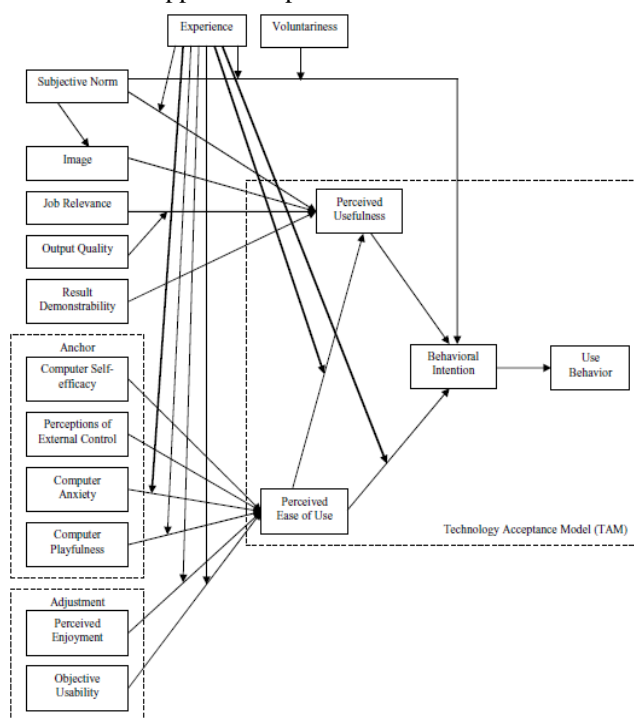 Experience
Voluntariness
Subjective Norm
Image
Job Relevance
Output Quality
Result
Demonstrability
Perceived
Usefulness
Anchor
Computer Self-
efficacy
Perceptions of
External Control
Computer
Anxiety
Computer
Playfulness
Behavioral
Intention
Use
Behavior
Perceived
Ease of Use
Technology Acceptance Model (TAM)
Adjustment
Perceived
Enjoyment
Objective
Usability